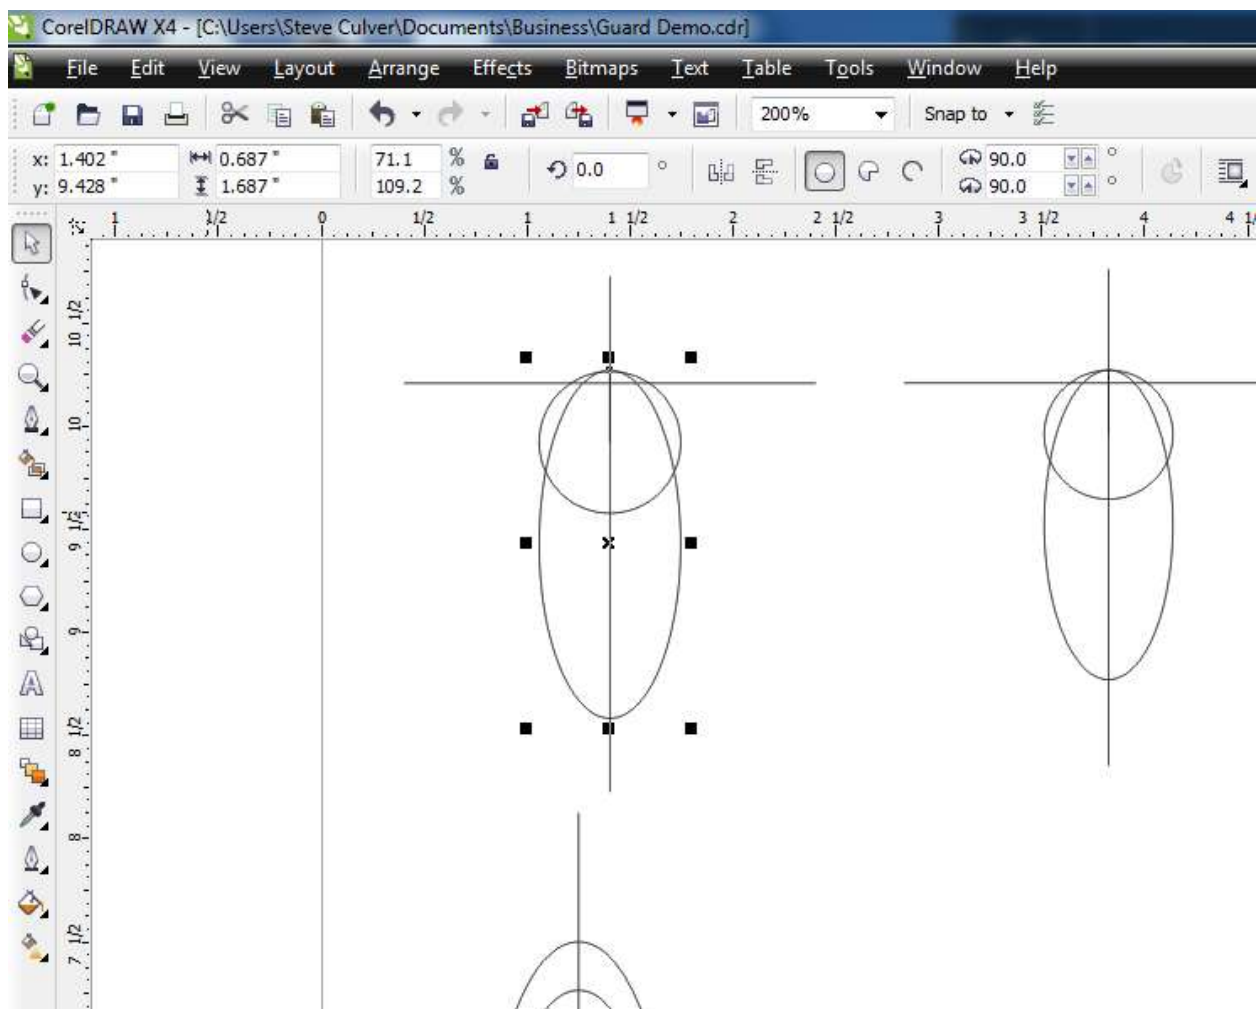 CorelDRAW X4 - [C:\Users\Steve Culver\Documents\Business\Guard Demo.cdr]
File Edit View Layout Arrange Effects Bitmaps Text Table Tools Window Help
200% Snap to
x: 1.402 " 0.687 " 71.1 % 0.0 ° 90.0 °
y: 9.428 " 1.687 " 109.2 % 90.0 °
1 1/2 0 1/2 1 1 1/2 2 2 1/2 3 3 1/2 4 4 1/
10 1/2
10
9 1/2
9
8 1/2
8
7 1/2